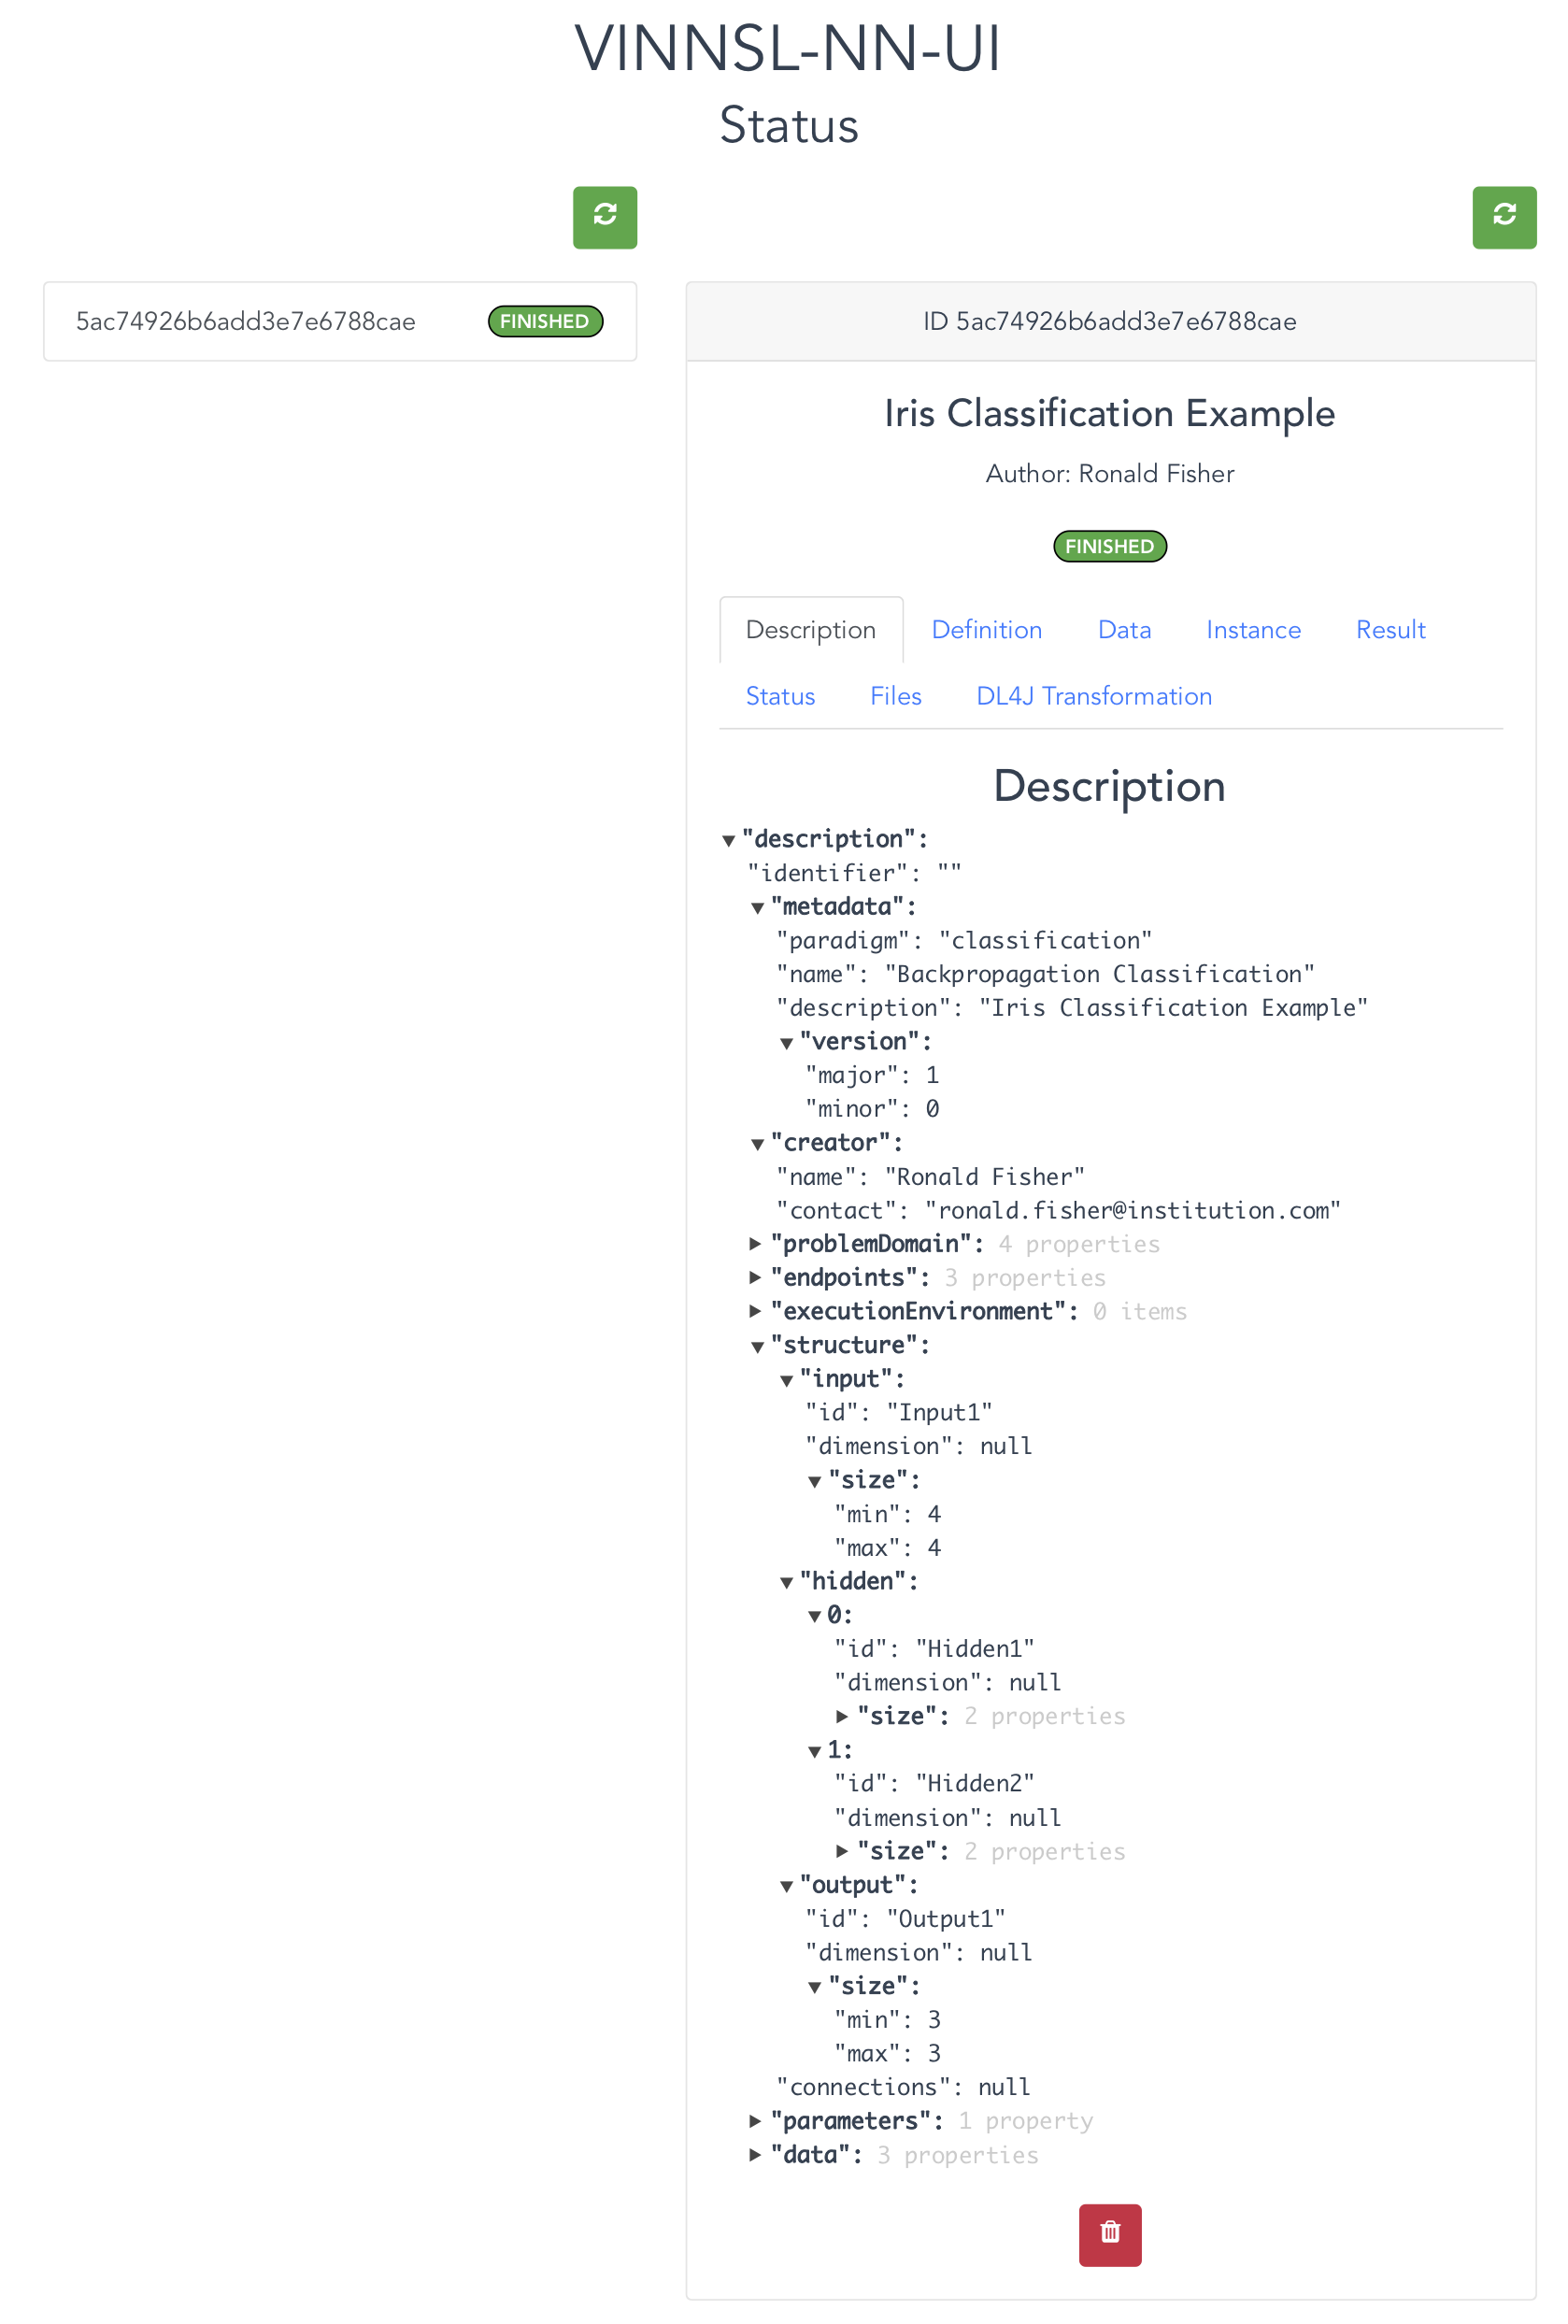 VINNSL-NN-UI
Status
5ac74926b6add3e7e6788cae FINISHED
ID 5ac74926b6add3e7e6788cae
Iris Classification Example
Author: Ronald Fisher
FINISHED
Description Definition Data Instance Result
Status Files DL4J Transformation
Description
"description":
"identifier": ""
"metadata":
"paradigm": "classification"
"name": "Backpropagation Classification"
"description": "Iris Classification Example"
"version":
"major": 1
"minor": 0
"creator":
"name": "Ronald Fisher"
"contact": "ronald.fisher@institution.com"
"problemDomain": 4 properties
"endpoints": 3 properties
"executionEnvironment": 0 items
"structure":
"input":
"id": "Input1"
"dimension": null
"size":
"min": 4
"max": 4
"hidden":
0:
"id": "Hidden1"
"dimension": null
"size": 2 properties
1:
"id": "Hidden2"
"dimension": null
"size": 2 properties
"output":
"id": "Output1"
"dimension": null
"size":
"min": 3
"max": 3
"connections": null
"parameters": 1 property
"data": 3 properties